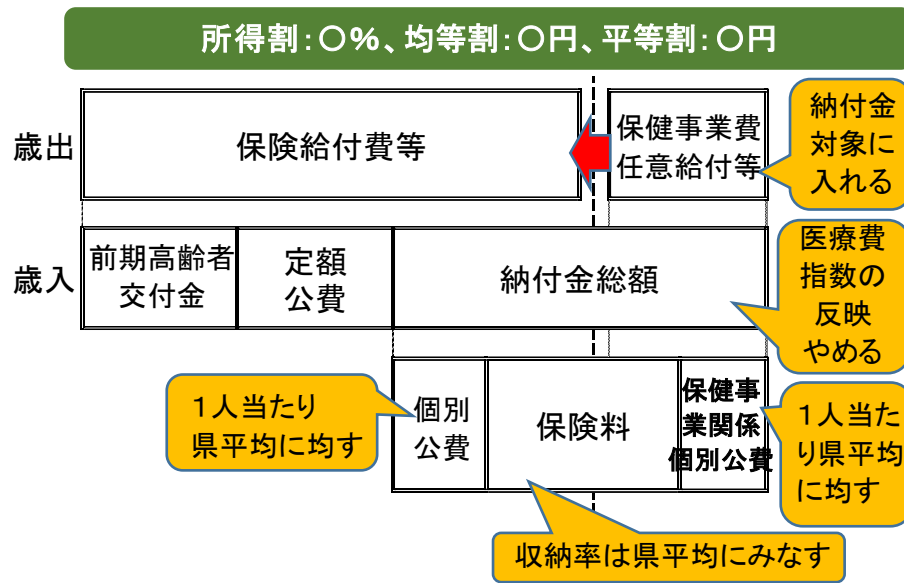 所得割：○％、均等割：○円、平等割：○円
歳出
保険給付費等
保健事業費
任意給付等
納付金
対象に
入れる
歳入
前期高齢者
交付金
定額
公費
納付金総額
医療費
指数の
反映
やめる
１人当たり
県平均に均す
個別
公費
保険料
保健事
業関係
個別公費
１人当た
り県平均
に均す
収納率は県平均にみなす